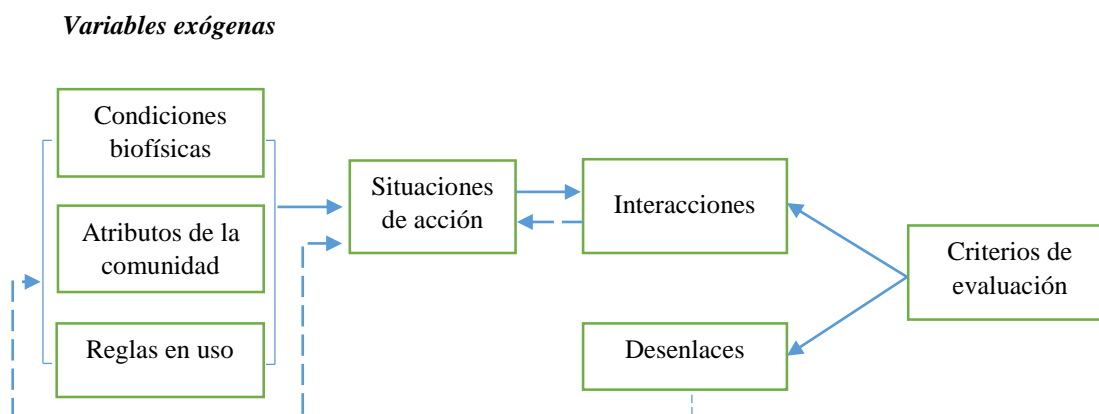 Variables exógenas
Condiciones
biofísicas
Atributos de la
comunidad
Reglas en uso
Situaciones
de acción
Interacciones
Desenlaces
Criterios de
evaluación